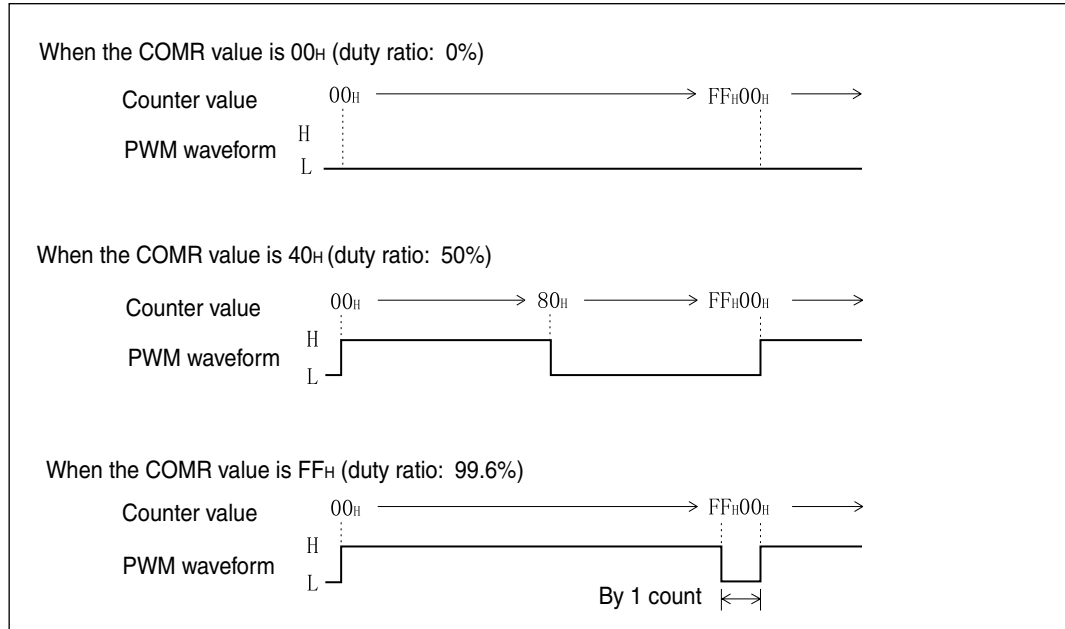 When the COMR value is 00H (duty ratio: 0%)
Counter value 00H FFH00H
H
PWM waveform
L
When the COMR value is 40H (duty ratio: 50%)
Counter value 00H 80H FFH00H
H
PWM waveform
L
When the COMR value is FFH (duty ratio: 99.6%)
Counter value 00H FFH00H
H
PWM waveform
L
By 1 count